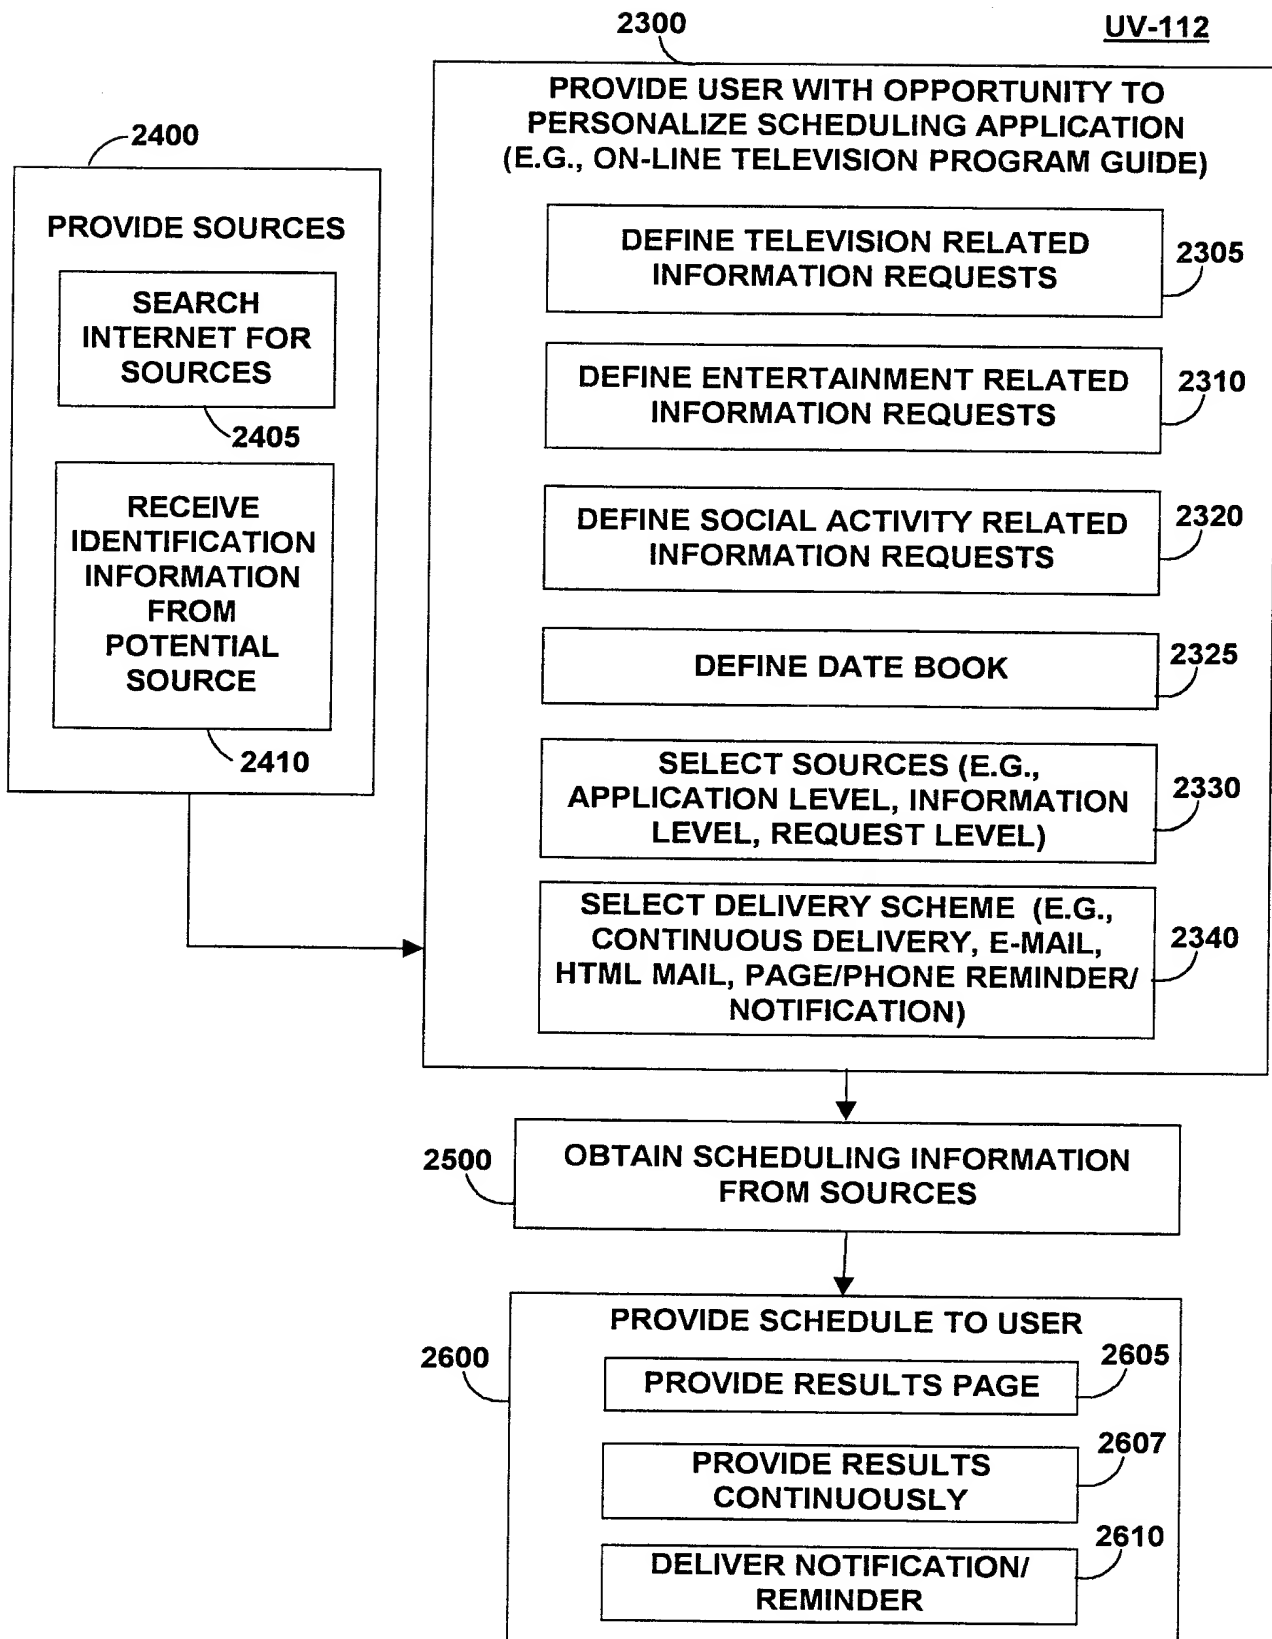 2300
UV-112
PROVIDE USER WITH OPPORTUNITY TO
PERSONALIZE SCHEDULING APPLICATION
(E.G., ON-LINE TELEVISION PROGRAM GUIDE)
2400
PROVIDE SOURCES
SEARCH
INTERNET FOR
SOURCES
2405
RECEIVE
IDENTIFICATION
INFORMATION
FROM
POTENTIAL
SOURCE
2410
DEFINE TELEVISION RELATED
INFORMATION REQUESTS
2305
DEFINE ENTERTAINMENT RELATED
INFORMATION REQUESTS
2310
DEFINE SOCIAL ACTIVITY RELATED
INFORMATION REQUESTS
2320
DEFINE DATE BOOK
2325
SELECT SOURCES (E.G.,
APPLICATION LEVEL, INFORMATION
LEVEL, REQUEST LEVEL)
2330
SELECT DELIVERY SCHEME (E.G.,
CONTINUOUS DELIVERY, E-MAIL,
HTML MAIL, PAGE/PHONE REMINDER/
NOTIFICATION)
2340
2500
OBTAIN SCHEDULING INFORMATION
FROM SOURCES
2600
PROVIDE SCHEDULE TO USER
PROVIDE RESULTS PAGE
2605
PROVIDE RESULTS
CONTINUOUSLY
2607
DELIVER NOTIFICATION/
REMINDER
2610